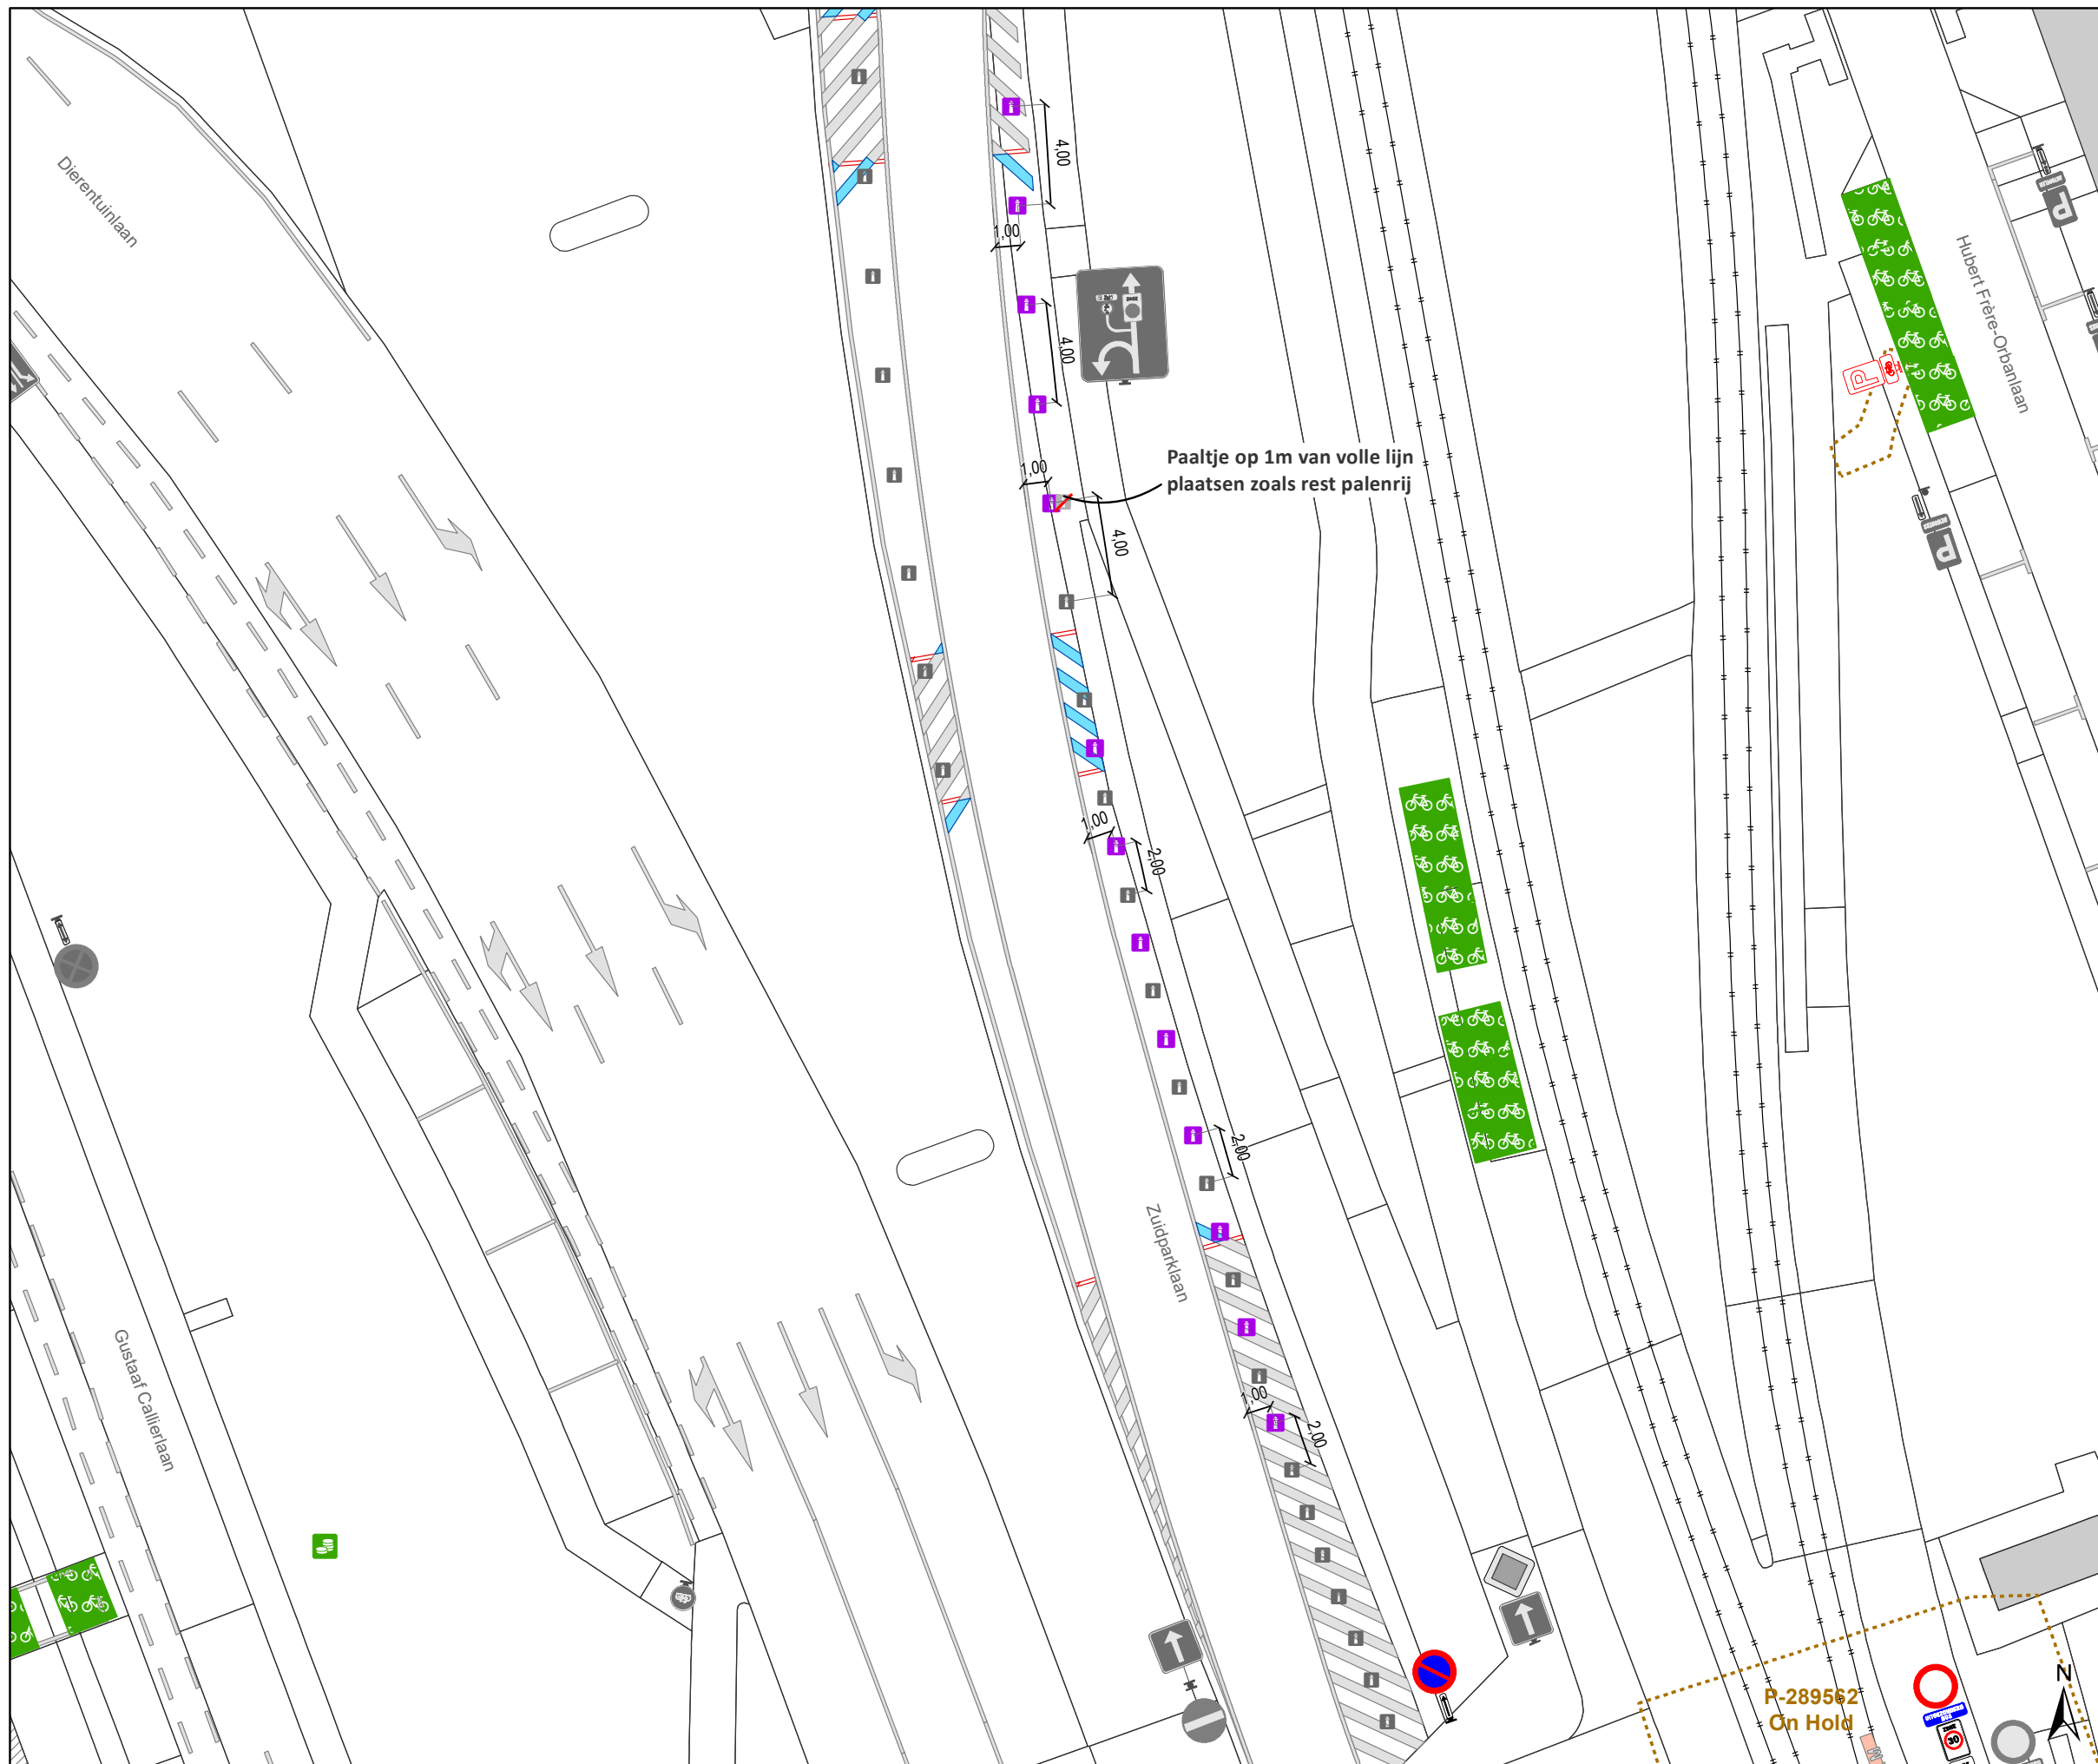 Dierentuinlaan
4,00
1,00
Hubert Frère-Orbanlaan
4,00
Paaltje op 1m van volle lijn
plaatsen zoals rest palenrij
1,00
4,00
P
P
P
1,00
2,00
2,00
Zuidparklaan
Gustaaf Callierlaan
1,00
2,00
N
P-289562
On Hold
ZONE
30